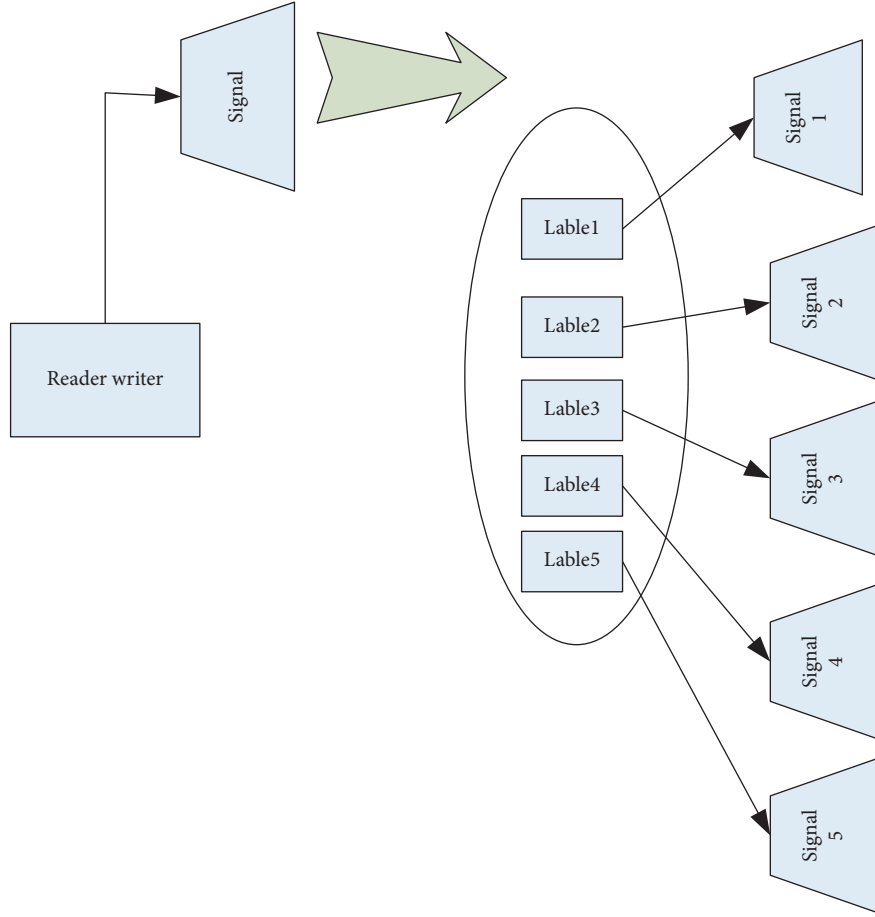 Signal
Reader writer
Lable1
Lable2
Lable3
Lable4
Lable5
Signal
1
Signal
2
Signal
3
Signal
4
Signal
5